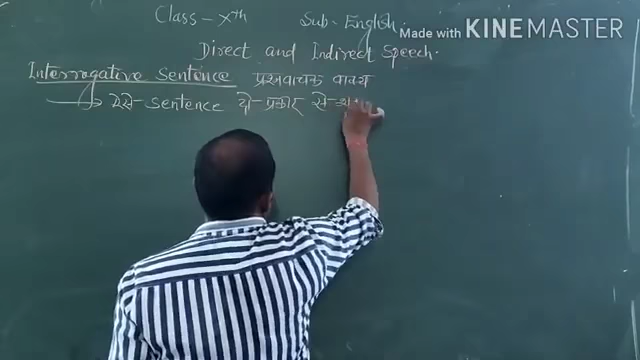 Class - Xth Sub - English.
Made with KINEMASTER
Direct and Indirect Speech.
Interrogative Sentence प्रश्नवाचक वाक्य
→ ऐसे - sentence दो - प्रकार से -